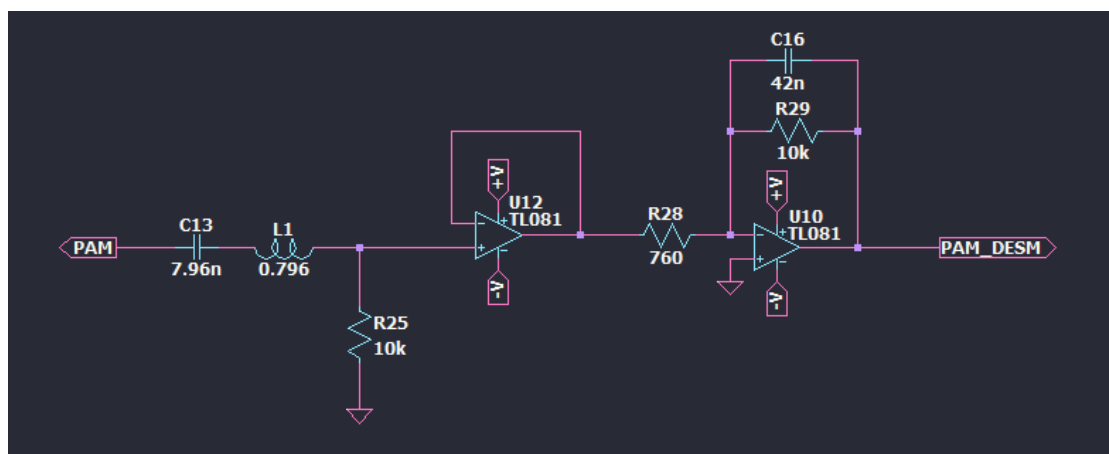 C16
42n
R29
10k
+V
U12
TL081
-V
+V
U10
TL081
-V
C13
7.96n
L1
0.796
R28
760
PAM
PAM_DESM
R25
10k